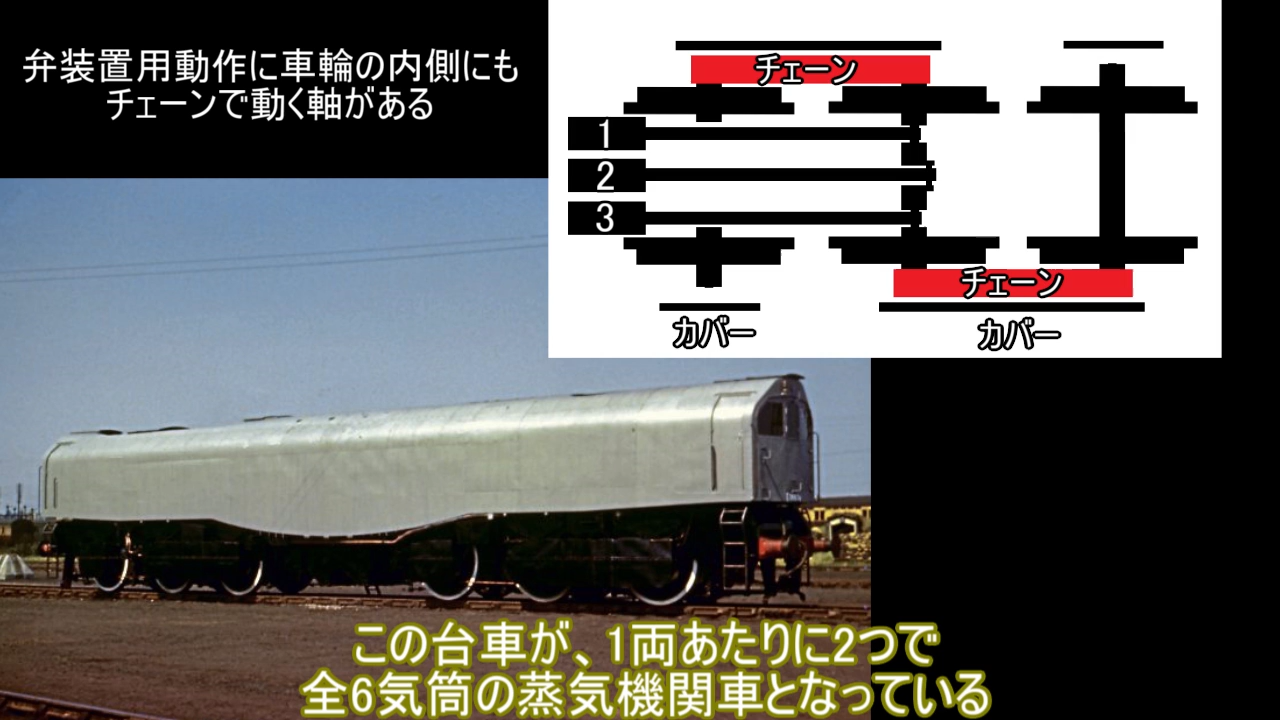 弁装置用動作に車輪の内側にも
チェーンで動く軸がある
チェーン
1
2
3
チェーン
カバー
カバー
この台車が、1両あたりに2つで
全6気筒の蒸気機関車となっている